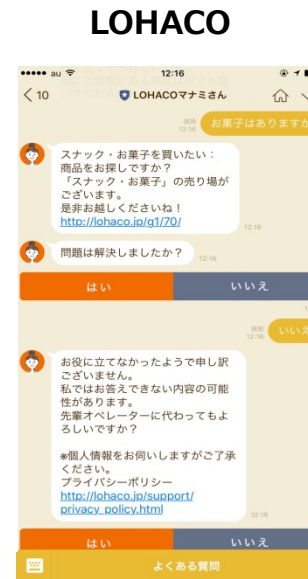 LOHACO
au 12:16
10 LOHACOマナミさん
既読
12:16
お菓子はありますか
スナック・お菓子を買いたい：
商品をお探しですか？
「スナック・お菓子」の売り場が
ございます。
是非お越しくださいね！
http://lohaco.jp/g1/70/
12:16
問題は解決しましたか？
12:16
はい いいえ
既読
12:16
いいえ
お役に立てなかったようで申し訳
ございません。
私ではお答えできない内容の可能
性があります。
先輩オペレーターに代わってもよ
ろしいですか？
※個人情報をお伺いしますがご了承
ください。
プライバシーポリシー
http://lohaco.jp/support/
privacy_policy.html
12:16
はい いいえ
よくある質問